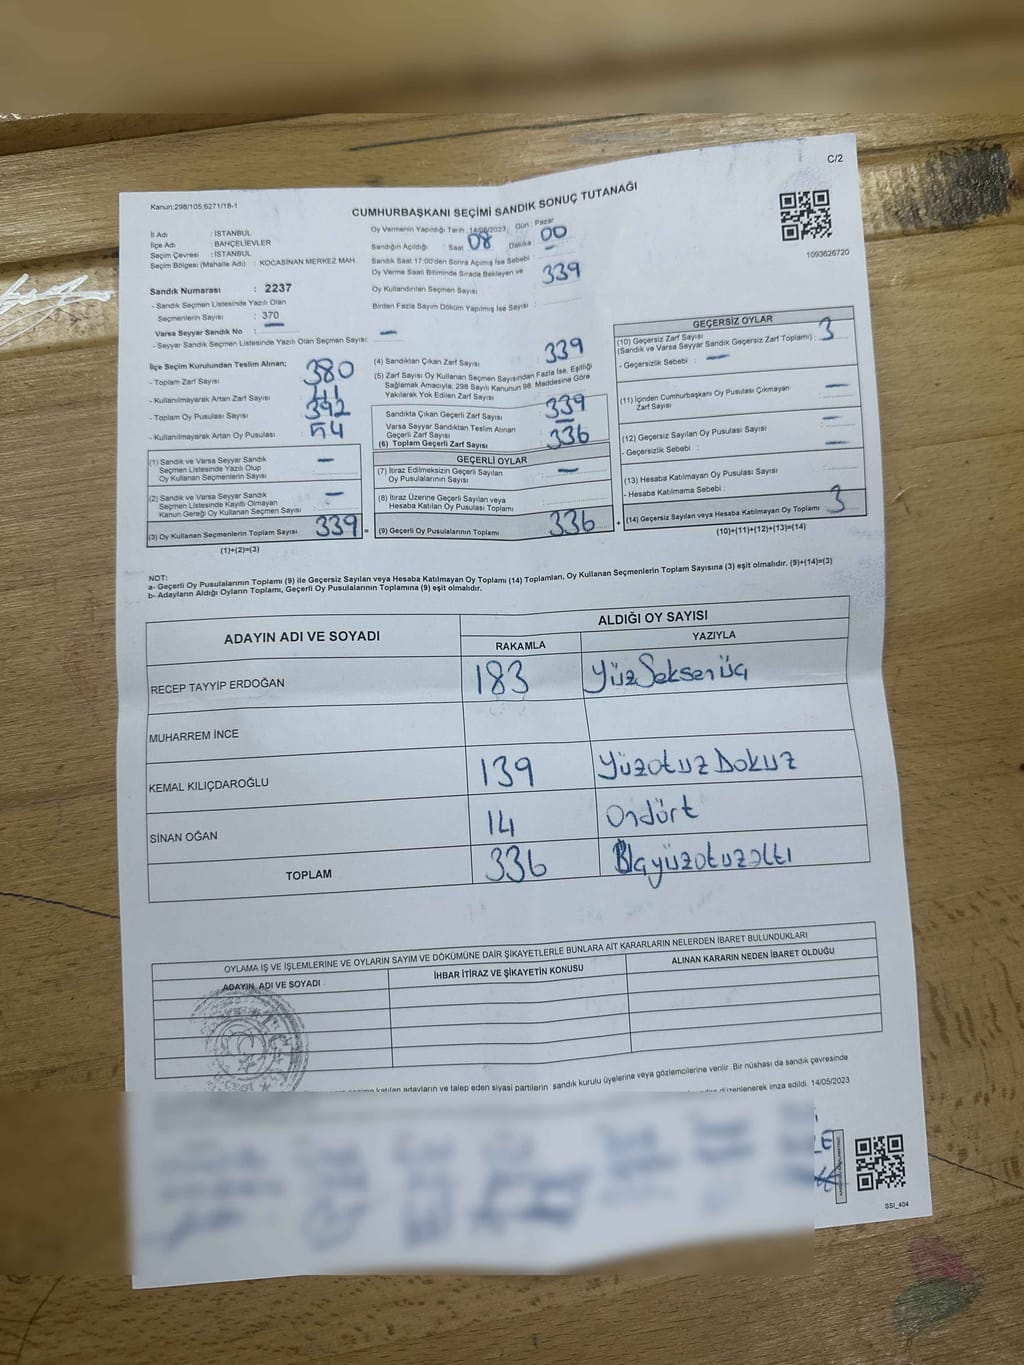 C/2
Kanun:298/105;6271/18-1
CUMHURBAŞKANI SEÇİMİ SANDIK SONUÇ TUTANAĞI
1093626720
İl Adı : İSTANBUL
İlçe Adı : BAHÇELİEVLER
Seçim Çevresi : İSTANBUL
Seçim Bölgesi (Mahalle Adı) : KOCASİNAN MERKEZ MAH.
Sandık Numarası : 2237
- Sandık Seçmen Listesinde Yazılı Olan
Seçmenlerin Sayısı : 370
Varsa Seyyar Sandık No : —
- Seyyar Sandık Seçmen Listesinde Yazılı Olan Seçmen Sayısı: —
Oy Vermenin Yapıldığı Tarih :14/05/2023, Gün Pazar
Sandığın Açıldığı Saat 08 Dakika 00
Sandık Saat 17:00'den Sonra Açılmış İse Sebebi : —
Oy Verme Saati Bitiminde Sırada Bekleyen ve
Oy Kullandırılan Seçmen Sayısı : 339
Birden Fazla Sayım Döküm Yapılmış İse Sayısı :
İlçe Seçim Kurulundan Teslim Alınan;
- Toplam Zarf Sayısı : 380
- Kullanılmayarak Artan Zarf Sayısı : 41
- Toplam Oy Pusulası Sayısı : 392
- Kullanılmayarak Artan Oy Pusulası :
(1) Sandık ve Varsa Seyyar Sandık
Seçmen Listesinde Yazılı Olup
Oy Kullanan Seçmenlerin Sayısı : —
(2) Sandık ve Varsa Seyyar Sandık
Seçmen Listesinde Kayıtlı Olmayan
Kanun Gereği Oy Kullanan Seçmen Sayısı : —
(3) Oy Kullanan Seçmenlerin Toplam Sayısı : 339 =
(1)+(2)=(3)
(4) Sandıktan Çıkan Zarf Sayısı : 339
(5) Zarf Sayısı Oy Kullanan Seçmen Sayısından Fazla İse, Eşitliği
Sağlamak Amacıyla, 298 Sayılı Kanunun 98. Maddesine Göre
Yakılarak Yok Edilen Zarf Sayısı : —
Sandıkta Çıkan Geçerli Zarf Sayısı : 339
Varsa Seyyar Sandıktan Teslim Alınan
Geçerli Zarf Sayısı : —
(6) Toplam Geçerli Zarf Sayısı : 336
GEÇERLİ OYLAR
(7) İtiraz Edilmeksizin Geçerli Sayılan
Oy Pusulalarının Sayısı : —
(8) İtiraz Üzerine Geçerli Sayılan veya
Hesaba Katılan Oy Pusulası Toplamı :
(9) Geçerli Oy Pusulalarının Toplamı : 336 +
GEÇERSİZ OYLAR
(10) Geçersiz Zarf Sayısı
(Sandık ve Varsa Seyyar Sandık Geçersiz Zarf Toplamı) : 3
- Geçersizlik Sebebi : —
(11) İçinden Cumhurbaşkanı Oy Pusulası Çıkmayan
Zarf Sayısı : —
(12) Geçersiz Sayılan Oy Pusulası Sayısı : —
- Geçersizlik Sebebi : —
(13) Hesaba Katılmayan Oy Pusulası Sayısı :
- Hesaba Katılmama Sebebi :
(14) Geçersiz Sayılan veya Hesaba Katılmayan Oy Toplamı : 3
(10)+(11)+(12)+(13)=(14)
NOT:
a- Geçerli Oy Pusulalarının Toplamı (9) ile Geçersiz Sayılan veya Hesaba Katılmayan Oy Toplamı (14) Toplamları, Oy Kullanan Seçmenlerin Toplam Sayısına (3) eşit olmalıdır. (9)+(14)=(3)
b- Adayların Aldığı Oyların Toplamı, Geçerli Oy Pusulalarının Toplamına (9) eşit olmalıdır.
ADAYIN ADI VE SOYADI ALDIĞI OY SAYISI
RAKAMLA YAZIYLA
RECEP TAYYİP ERDOĞAN 183 YüzSeksenüç
MUHARREM İNCE
KEMAL KILIÇDAROĞLU 139 YüzotuzDokuz
SİNAN OĞAN 14 Ondört
TOPLAM 336 Üçyüzotuzaltı
OYLAMA İŞ VE İŞLEMLERİNE VE OYLARIN SAYIM VE DÖKÜMÜNE DAİR ŞİKAYETLERLE BUNLARA AİT KARARLARIN NELERDEN İBARET BULUNDUKLARI
ADAYIN ADI VE SOYADI İHBAR İTİRAZ VE ŞİKAYETİN KONUSU ALINAN KARARIN NEDEN İBARET OLDUĞU
katılan adayların ve talep eden siyasi partilerin sandık kurulu üyelerine veya gözlemcilerine verilir. Bir nüshası da sandık çevresinde
düzenlenerek imza edildi. 14/05/2023
SSI_404